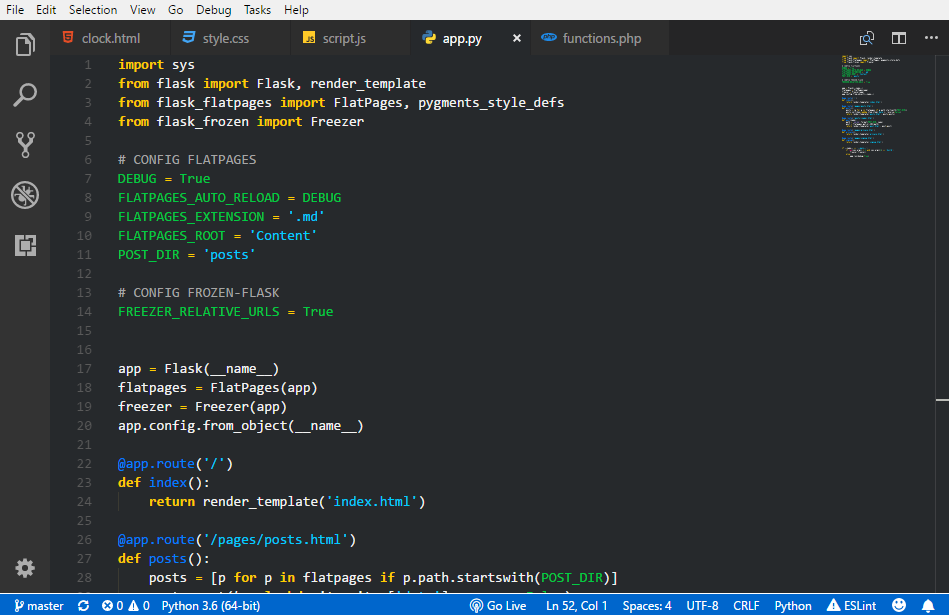 File Edit Selection View Go Debug Tasks Help
clock.html style.css script.js app.py × functions.php
1 import sys
2 from flask import Flask, render_template
3 from flask_flatpages import FlatPages, pygments_style_defs
4 from flask_frozen import Freezer
5
6 # CONFIG FLATPAGES
7 DEBUG = True
8 FLATPAGES_AUTO_RELOAD = DEBUG
9 FLATPAGES_EXTENSION = '.md'
10 FLATPAGES_ROOT = 'Content'
11 POST_DIR = 'posts'
12
13 # CONFIG FROZEN-FLASK
14 FREEZER_RELATIVE_URLS = True
15
16
17 app = Flask(__name__)
18 flatpages = FlatPages(app)
19 freezer = Freezer(app)
20 app.config.from_object(__name__)
21
22 @app.route('/')
23 def index():
24     return render_template('index.html')
25
26 @app.route('/pages/posts.html')
27 def posts():
28     posts = [p for p in flatpages if p.path.startswith(POST_DIR)]
master 0 0 Python 3.6 (64-bit) Go Live Ln 52, Col 1 Spaces: 4 UTF-8 CRLF Python ESLint